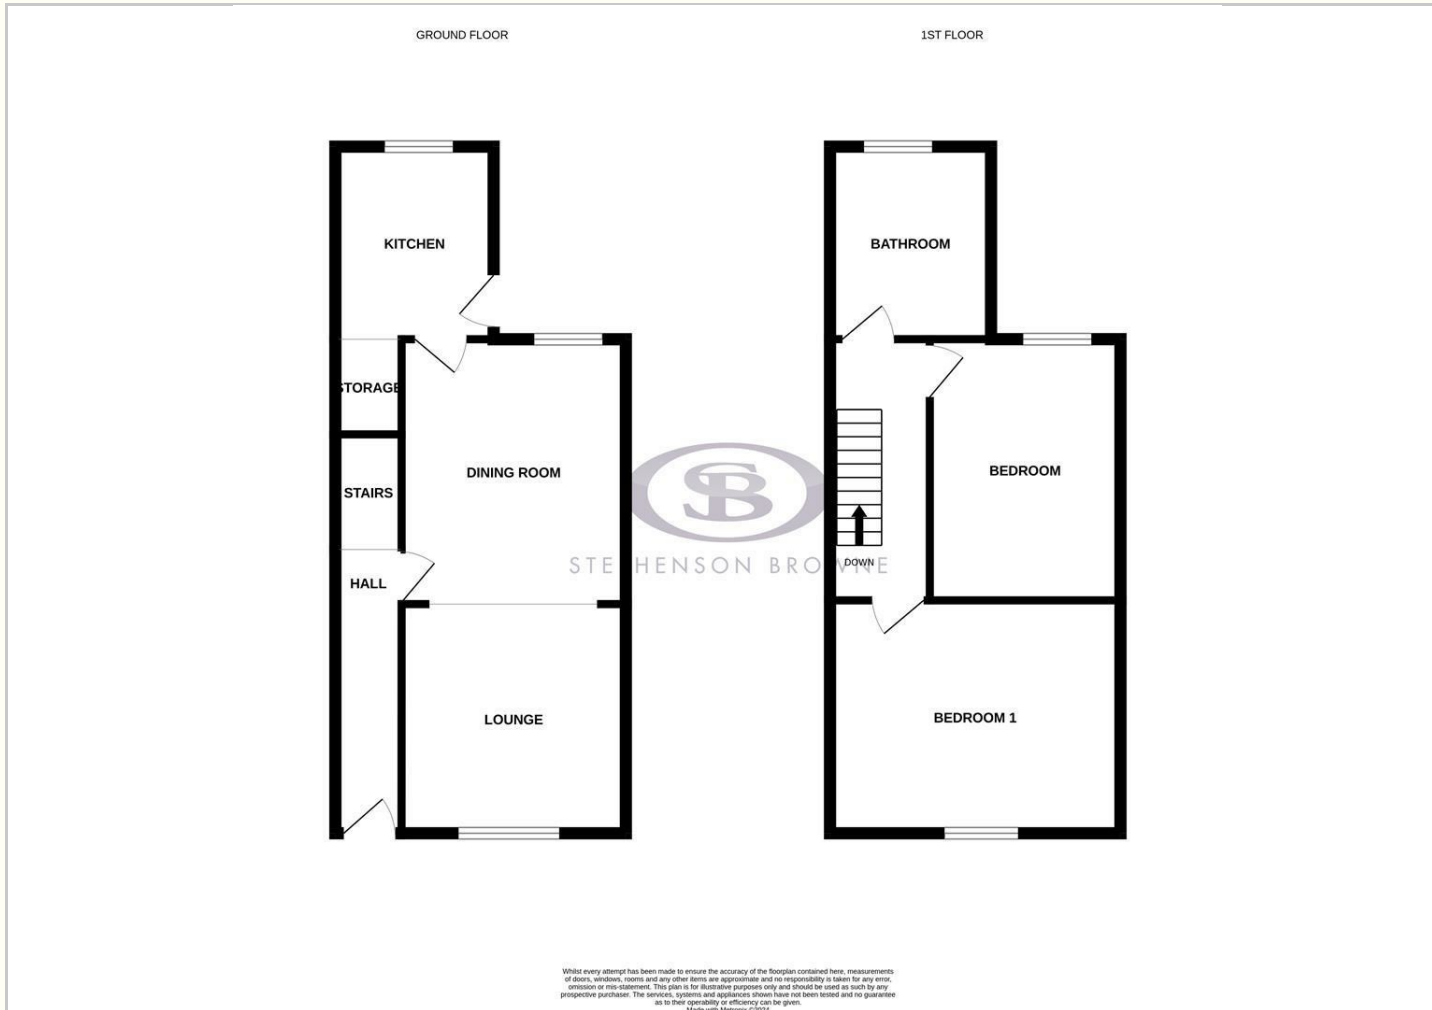 GROUND FLOOR
1ST FLOOR
KITCHEN
STORAGE
STAIRS
DINING ROOM
HALL
LOUNGE
BATHROOM
BEDROOM
DOWN
BEDROOM 1
SB
STEPHENSON BROWNE
Whilst every attempt has been made to ensure the accuracy of the floorplan contained here, measurements
of doors, windows, rooms and any other items are approximate and no responsibility is taken for any error,
omission or mis-statement. This plan is for illustrative purposes only and should be used as such by any
prospective purchaser. The services, systems and appliances shown have not been tested and no guarantee
as to their operability or efficiency can be given.
Made with Metropix ©2024